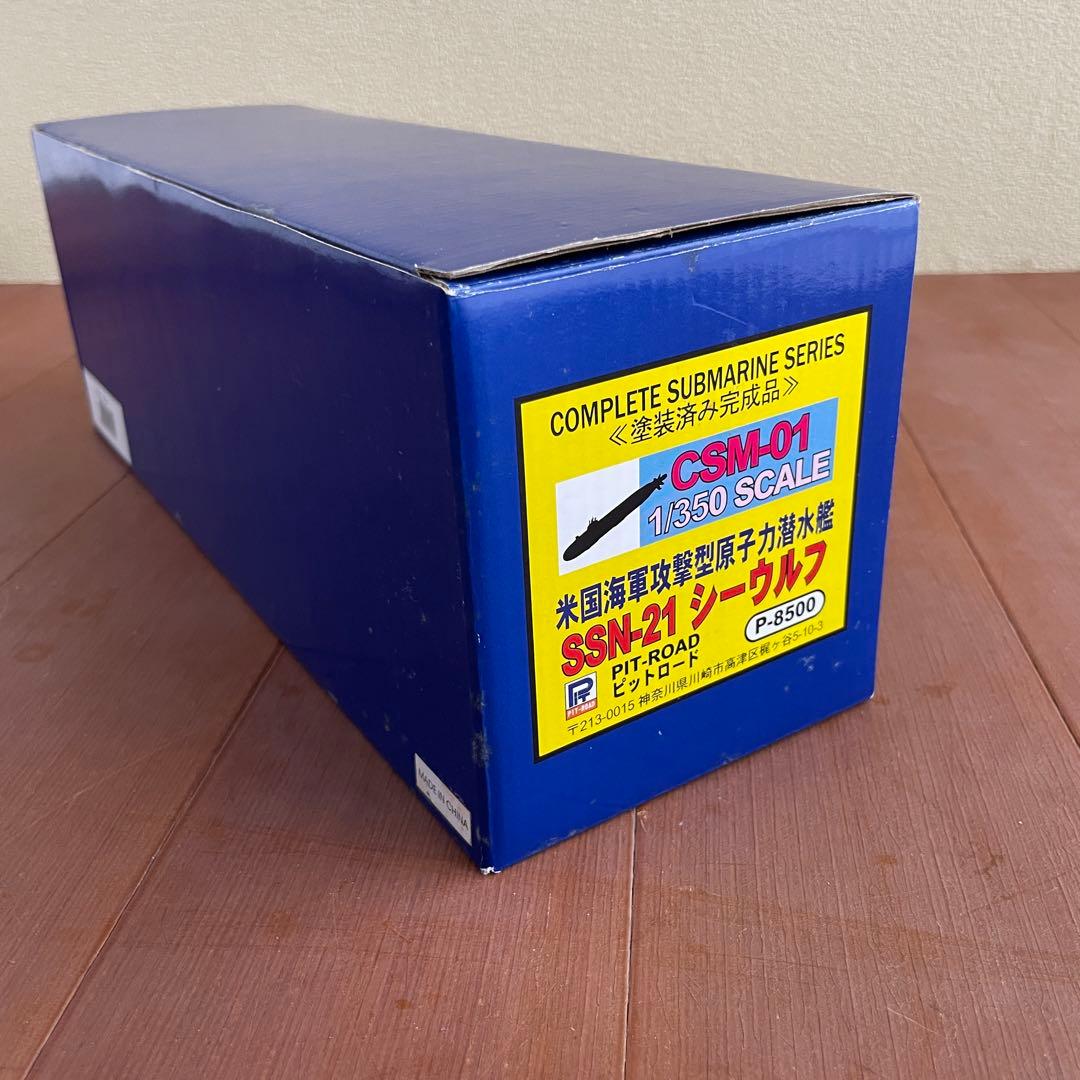 COMPLETE SUBMARINE SERIES
≪塗装済み完成品≫
CSM-01
1/350 SCALE
米国海軍攻撃型原子力潜水艦
SSN-21 シーウルフ
P-8500
PIT-ROAD
ピットロード
PIT
PIT-ROAD
〒213-0015 神奈川県川崎市高津区梶ヶ谷5-10-3
MADE IN CHINA